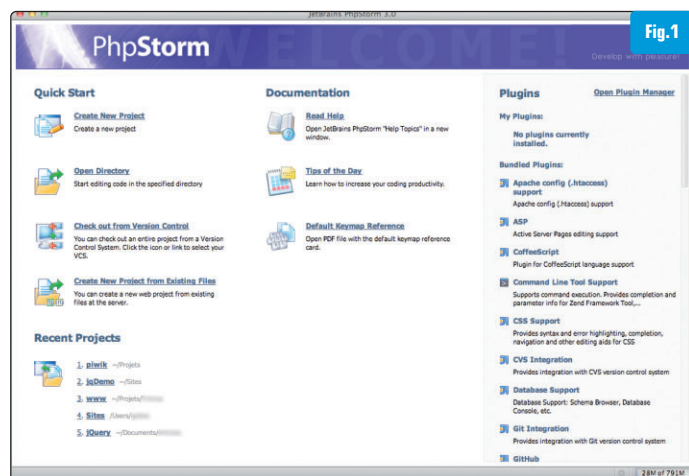 JetBrains PhpStorm 3.0
Fig.1
PhpStorm
WELCOME!
Develop with pleasure!
Quick Start
Create New Project
Create a new project
Open Directory
Start editing code in the specified directory
Check out from Version Control
You can check out an entire project from a Version
Control System. Click the icon or link to select your
VCS.
Create New Project from Existing Files
You can create a new web project from existing
files at the server.
Recent Projects
1. piwik ~/Projets
2. jqDemo ~/Sites
3. www ~/Projets/
4. Sites /Users/
5. jQuery ~/Documents/
Documentation
Read Help
Open JetBrains PhpStorm "Help Topics" in a new
window.
Tips of the Day
Learn how to increase your coding productivity.
Default Keymap Reference
Open PDF file with the default keymap reference
card.
Plugins Open Plugin Manager
My Plugins:
No plugins currently
installed.
Bundled Plugins:
Apache config (.htaccess)
support
Apache config (.htaccess) support
ASP
Active Server Pages editing support
CoffeeScript
Plugin for CoffeeScript language support
Command Line Tool Support
Supports command execution. Provides completion and
parameter info for Zend Framework Tool,...
CSS Support
Provides syntax and error highlighting, completion,
navigation and other editing aids for CSS
CVS Integration
Provides integration with CVS version control system
Database Support
Database Support: Schema Browser, Database
Console, etc.
Git Integration
Provides integration with Git version control system
GitHub
28M of 791M